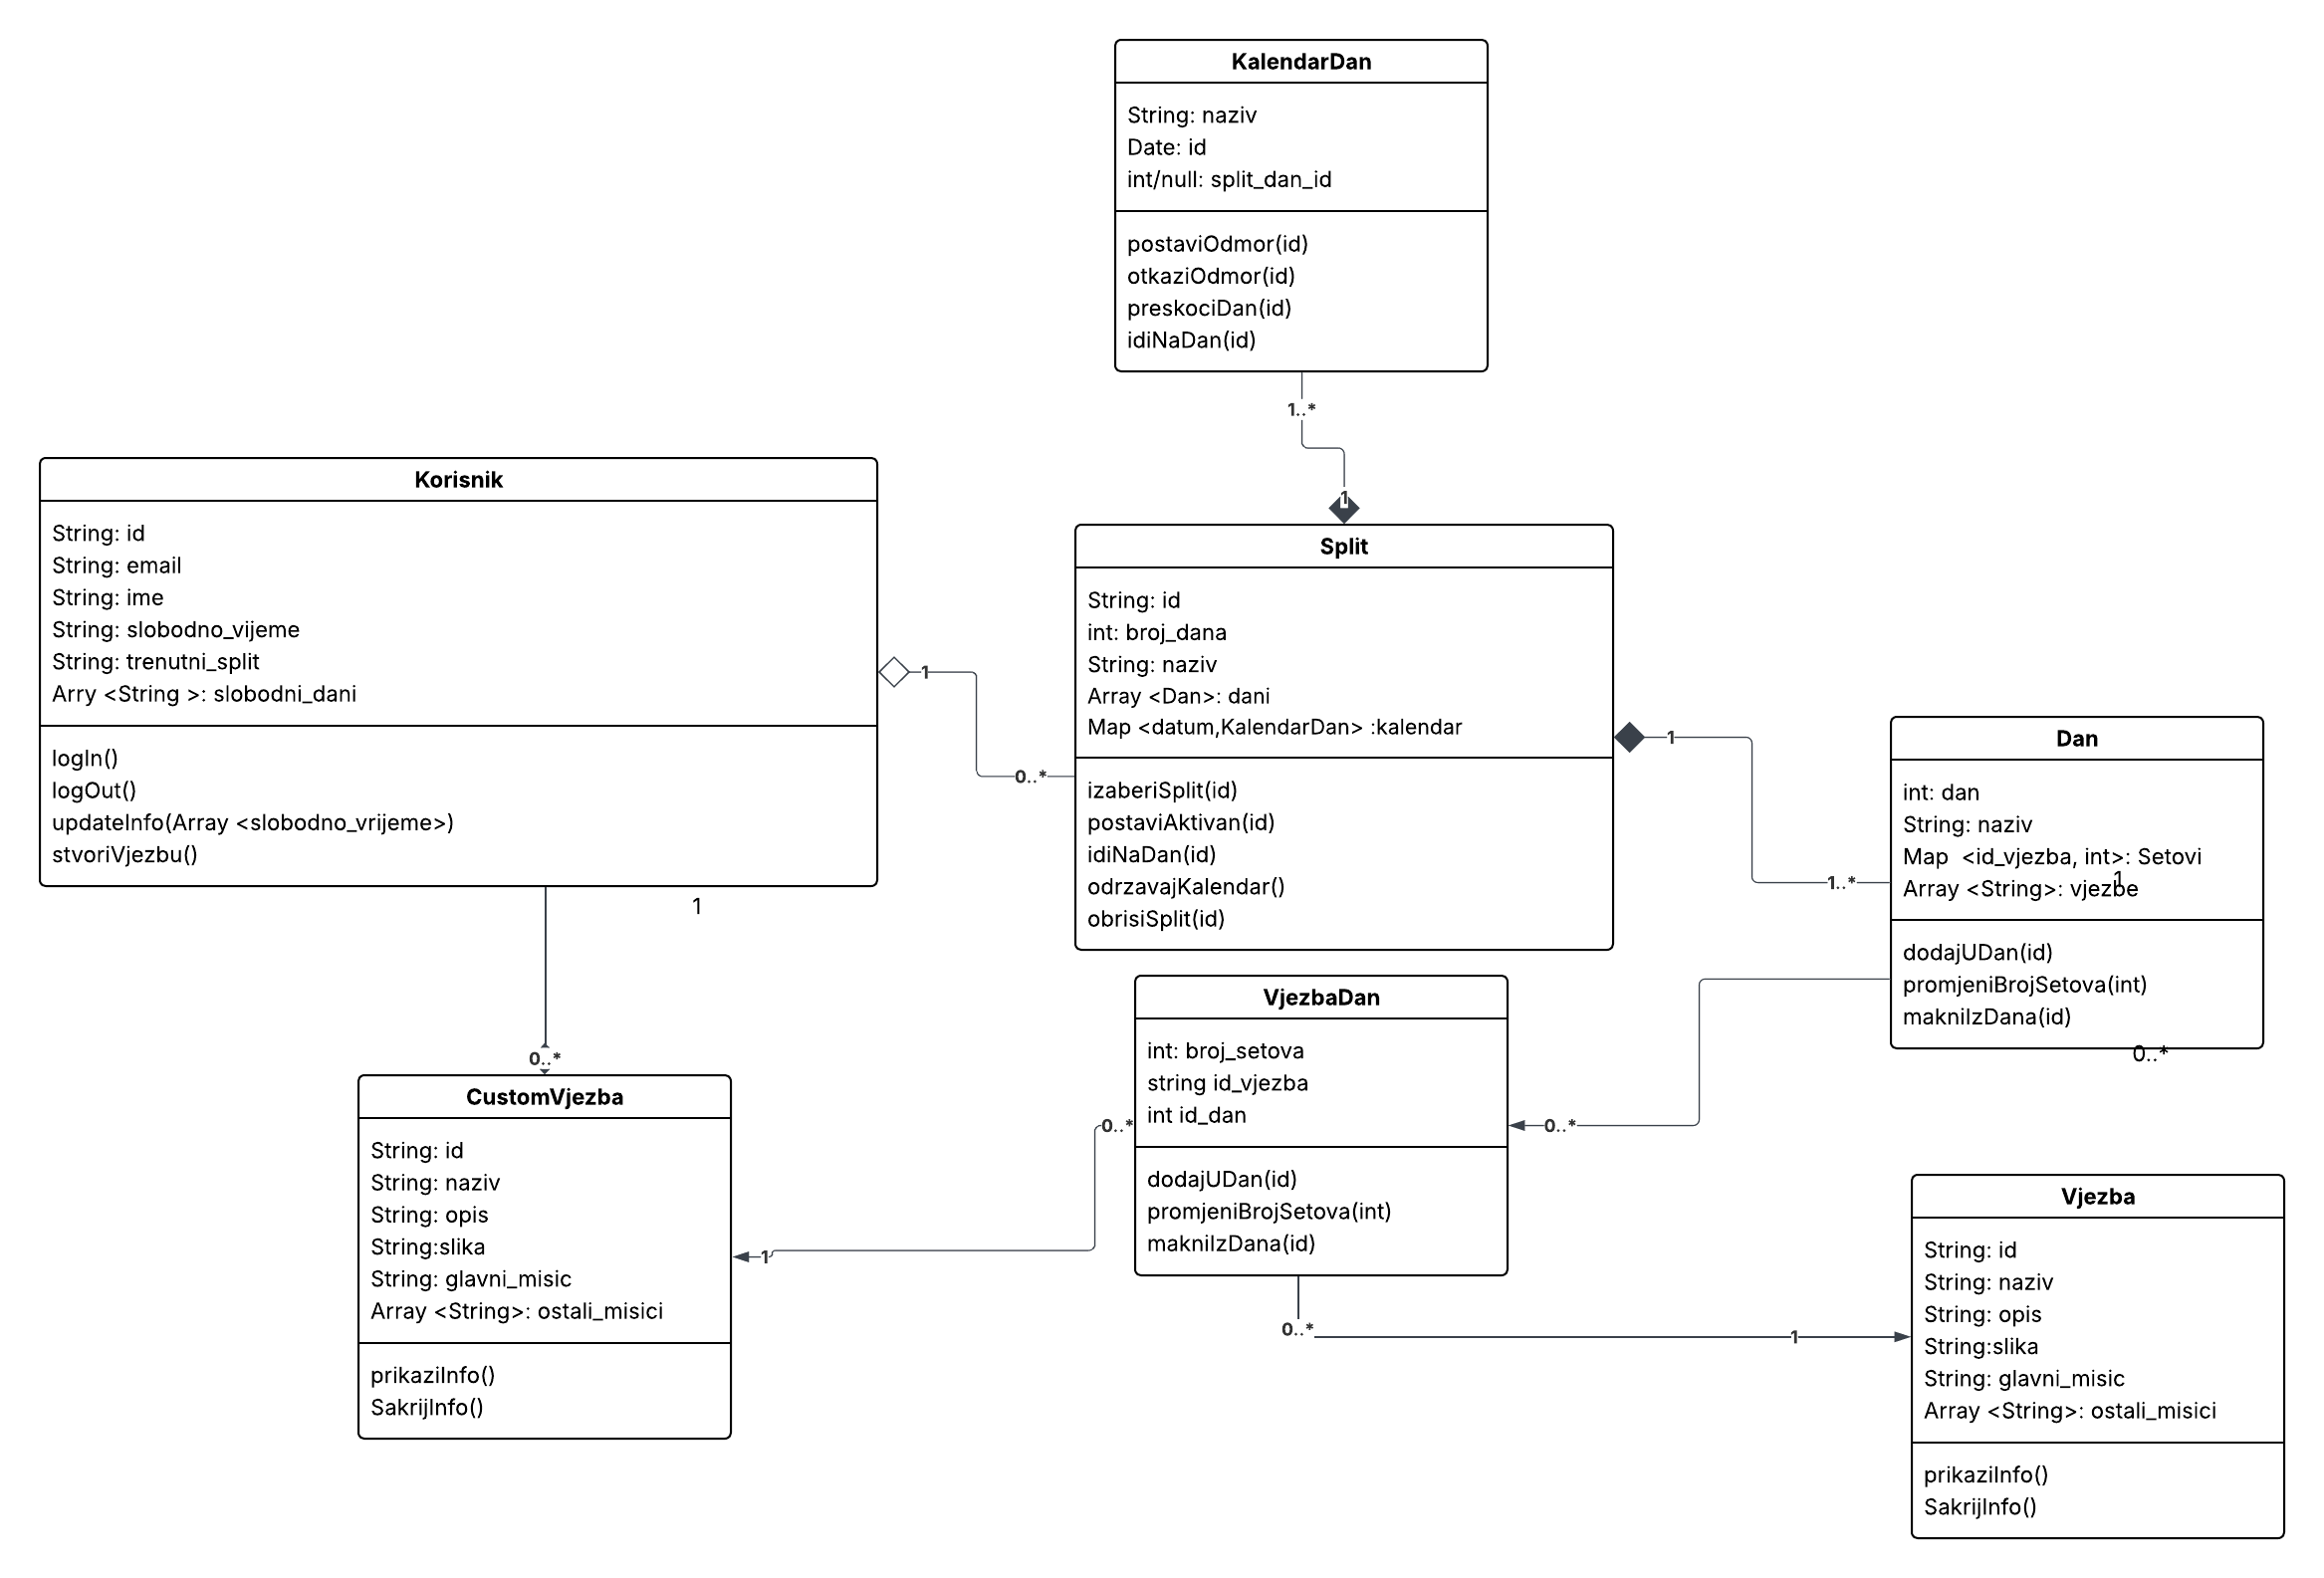 KalendarDan
String: naziv
Date: id
int/null: split_dan_id
postaviOdmor(id)
otkaziOdmor(id)
preskociDan(id)
idiNaDan(id)
1..*
1
Korisnik
String: id
String: email
String: ime
String: slobodno_vijeme
String: trenutni_split
Arry <String >: slobodni_dani
logIn()
logOut()
updateInfo(Array <slobodno_vrijeme>)
stvoriVjezbu()
1
0..*
1
0..*
Split
String: id
int: broj_dana
String: naziv
Array <Dan>: dani
Map <datum,KalendarDan> :kalendar
izaberiSplit(id)
postaviAktivan(id)
idiNaDan(id)
odrzavajKalendar()
obrisiSplit(id)
1
1..*
Dan
int: dan
String: naziv
Map  <id_vjezba, int>: Setovi
1
Array <String>: vjezbe
dodajUDan(id)
promjeniBrojSetova(int)
makniIzDana(id)
0..*
VjezbaDan
int: broj_setova
string id_vjezba
int id_dan
dodajUDan(id)
promjeniBrojSetova(int)
makniIzDana(id)
0..*
0..*
1
0..*
1
CustomVjezba
String: id
String: naziv
String: opis
String:slika
String: glavni_misic
Array <String>: ostali_misici
prikaziInfo()
SakrijInfo()
Vjezba
String: id
String: naziv
String: opis
String:slika
String: glavni_misic
Array <String>: ostali_misici
prikaziInfo()
SakrijInfo()